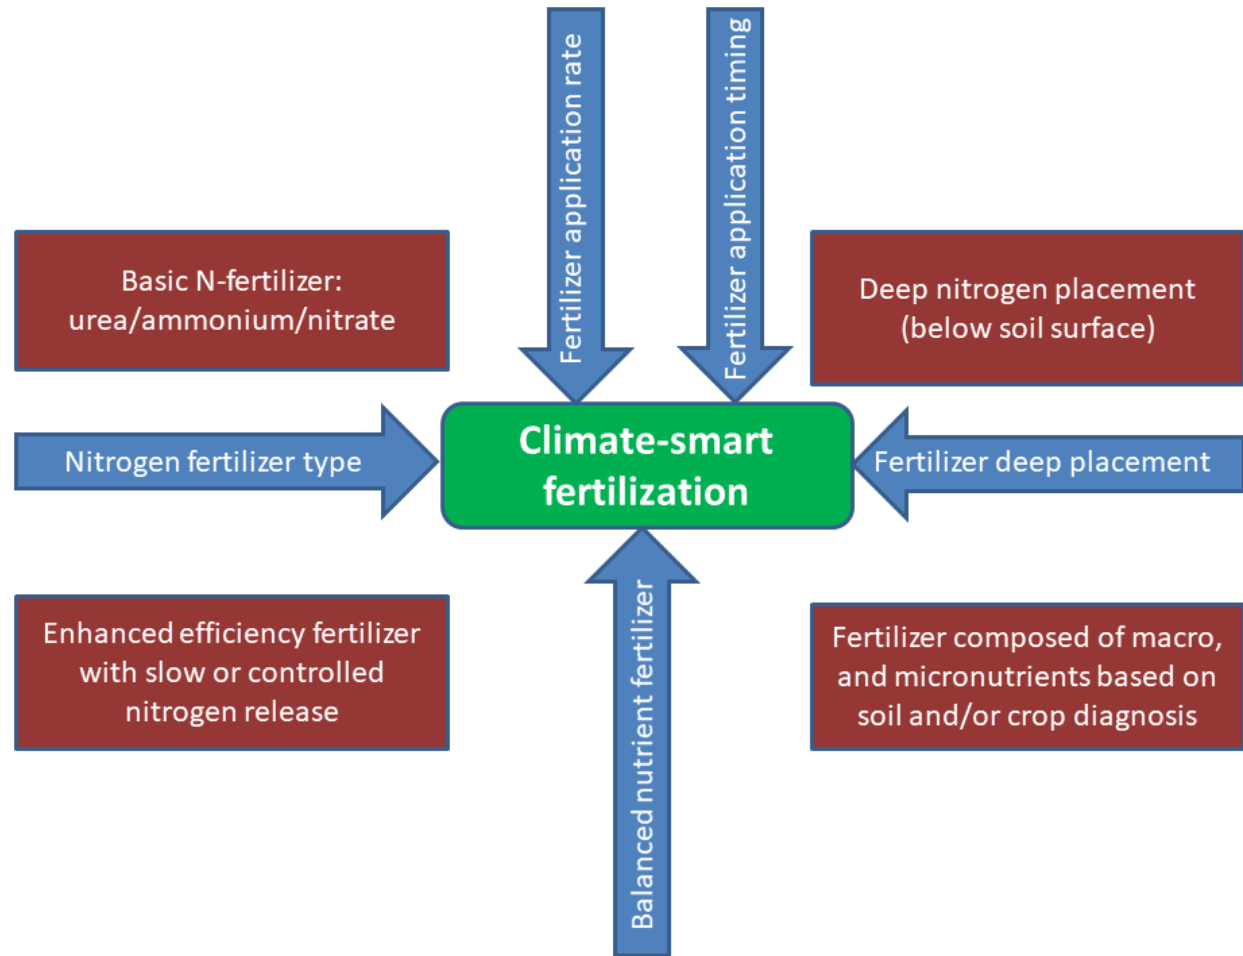 Fertilizer application rate
Fertilizer application timing
Basic N-fertilizer:
urea/ammonium/nitrate
Deep nitrogen placement
(below soil surface)
Nitrogen fertilizer type
Climate-smart
fertilization
Fertilizer deep placement
Enhanced efficiency fertilizer
with slow or controlled
nitrogen release
Balanced nutrient fertilizer
Fertilizer composed of macro,
and micronutrients based on
soil and/or crop diagnosis